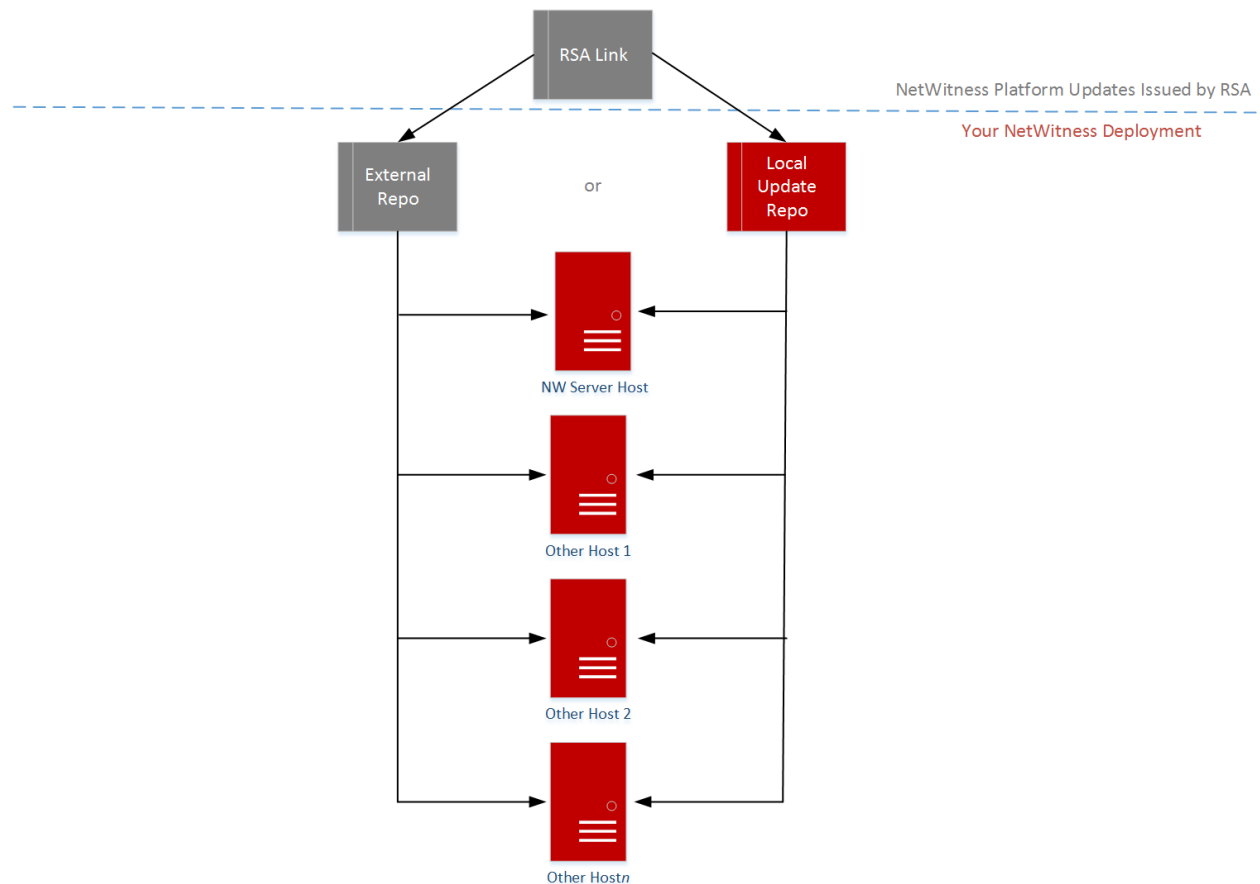 RSA Link
NetWitness Platform Updates Issued by RSA
Your NetWitness Deployment
External
Repo
or
Local
Update
Repo
NW Server Host
Other Host 1
Other Host 2
Other Hostn